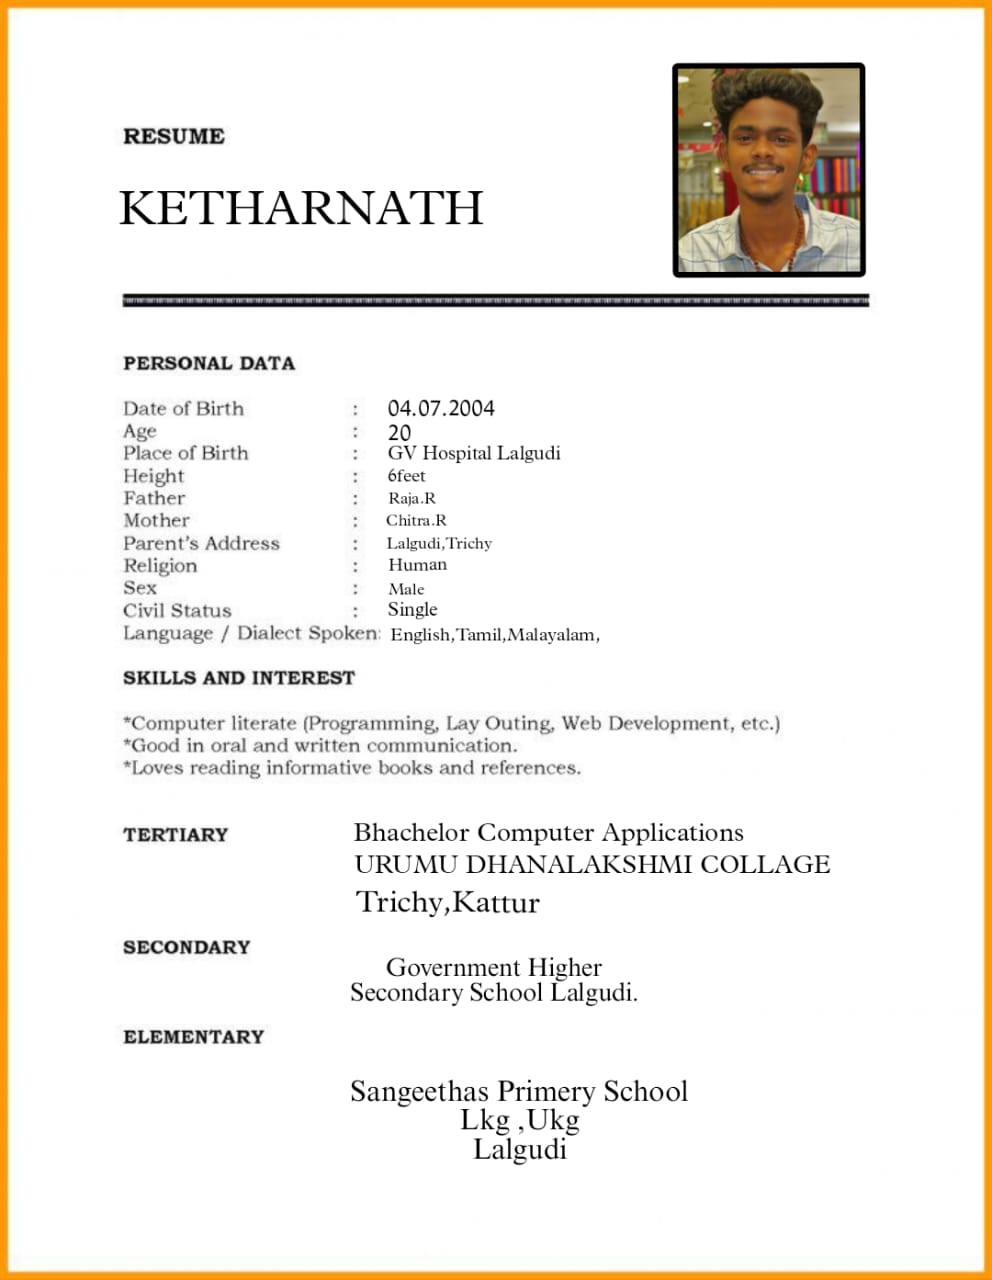 RESUME
KETHARNATH
PERSONAL DATA
Date of Birth : 04.07.2004
Age : 20
Place of Birth : GV Hospital Lalgudi
Height : 6feet
Father : Raja.R
Mother : Chitra.R
Parent's Address : Lalgudi,Trichy
Religion : Human
Sex : Male
Civil Status : Single
Language / Dialect Spoken: English,Tamil,Malayalam,
SKILLS AND INTEREST
*Computer literate (Programming, Lay Outing, Web Development, etc.)
*Good in oral and written communication.
*Loves reading informative books and references.
TERTIARY Bhachelor Computer Applications
URUMU DHANALAKSHMI COLLAGE
Trichy,Kattur
SECONDARY
Government Higher
Secondary School Lalgudi.
ELEMENTARY
Sangeethas Primery School
Lkg ,Ukg
Lalgudi